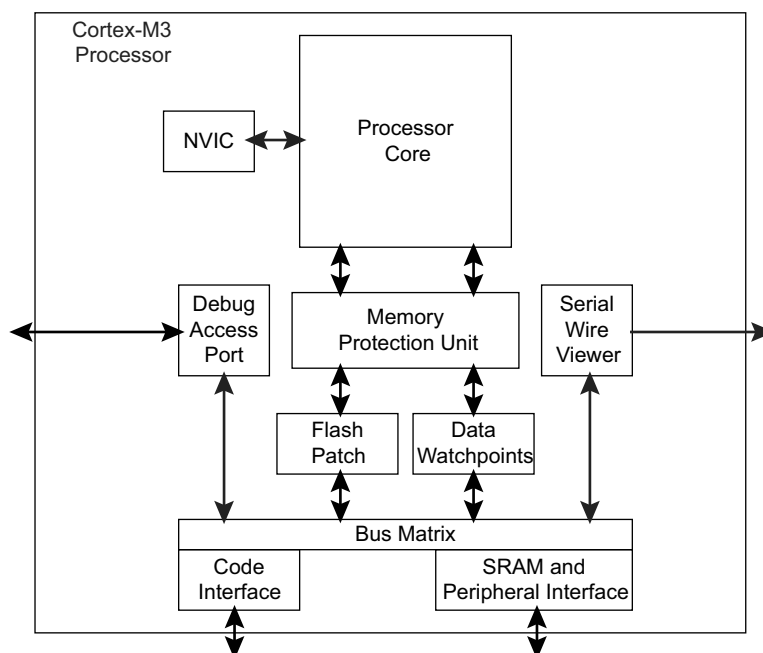 Cortex-M3
Processor
Processor
Core
NVIC
Debug
Access
Port
Memory
Protection Unit
Serial
Wire
Viewer
Flash
Patch
Data
Watchpoints
Bus Matrix
Code
Interface
SRAM and
Peripheral Interface